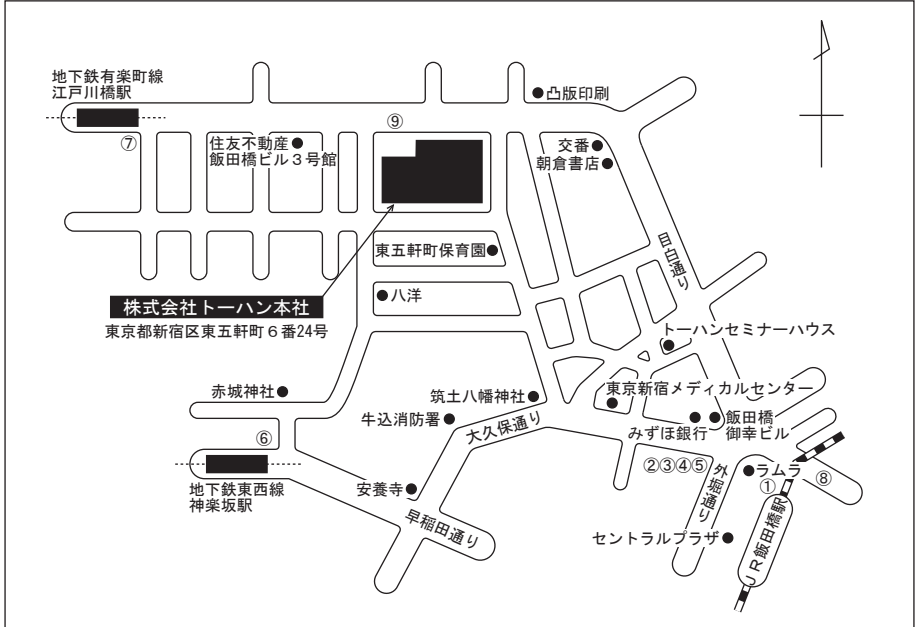 地下鉄有楽町線
江戸川橋駅
⑦
住友不動産
飯田橋ビル3号館
⑨
凸版印刷
交番
朝倉書店
目白通り
東五軒町保育園
八洋
株式会社トーハン本社
東京都新宿区東五軒町6番24号
トーハンセミナーハウス
赤城神社
筑土八幡神社
東京新宿メディカルセンター
牛込消防署
大久保通り
みずほ銀行
飯田橋
御幸ビル
⑥
地下鉄東西線
神楽坂駅
安養寺
早稲田通り
②③④⑤
外堀通り
ラムラ
①
⑧
セントラルプラザ
JR飯田橋駅